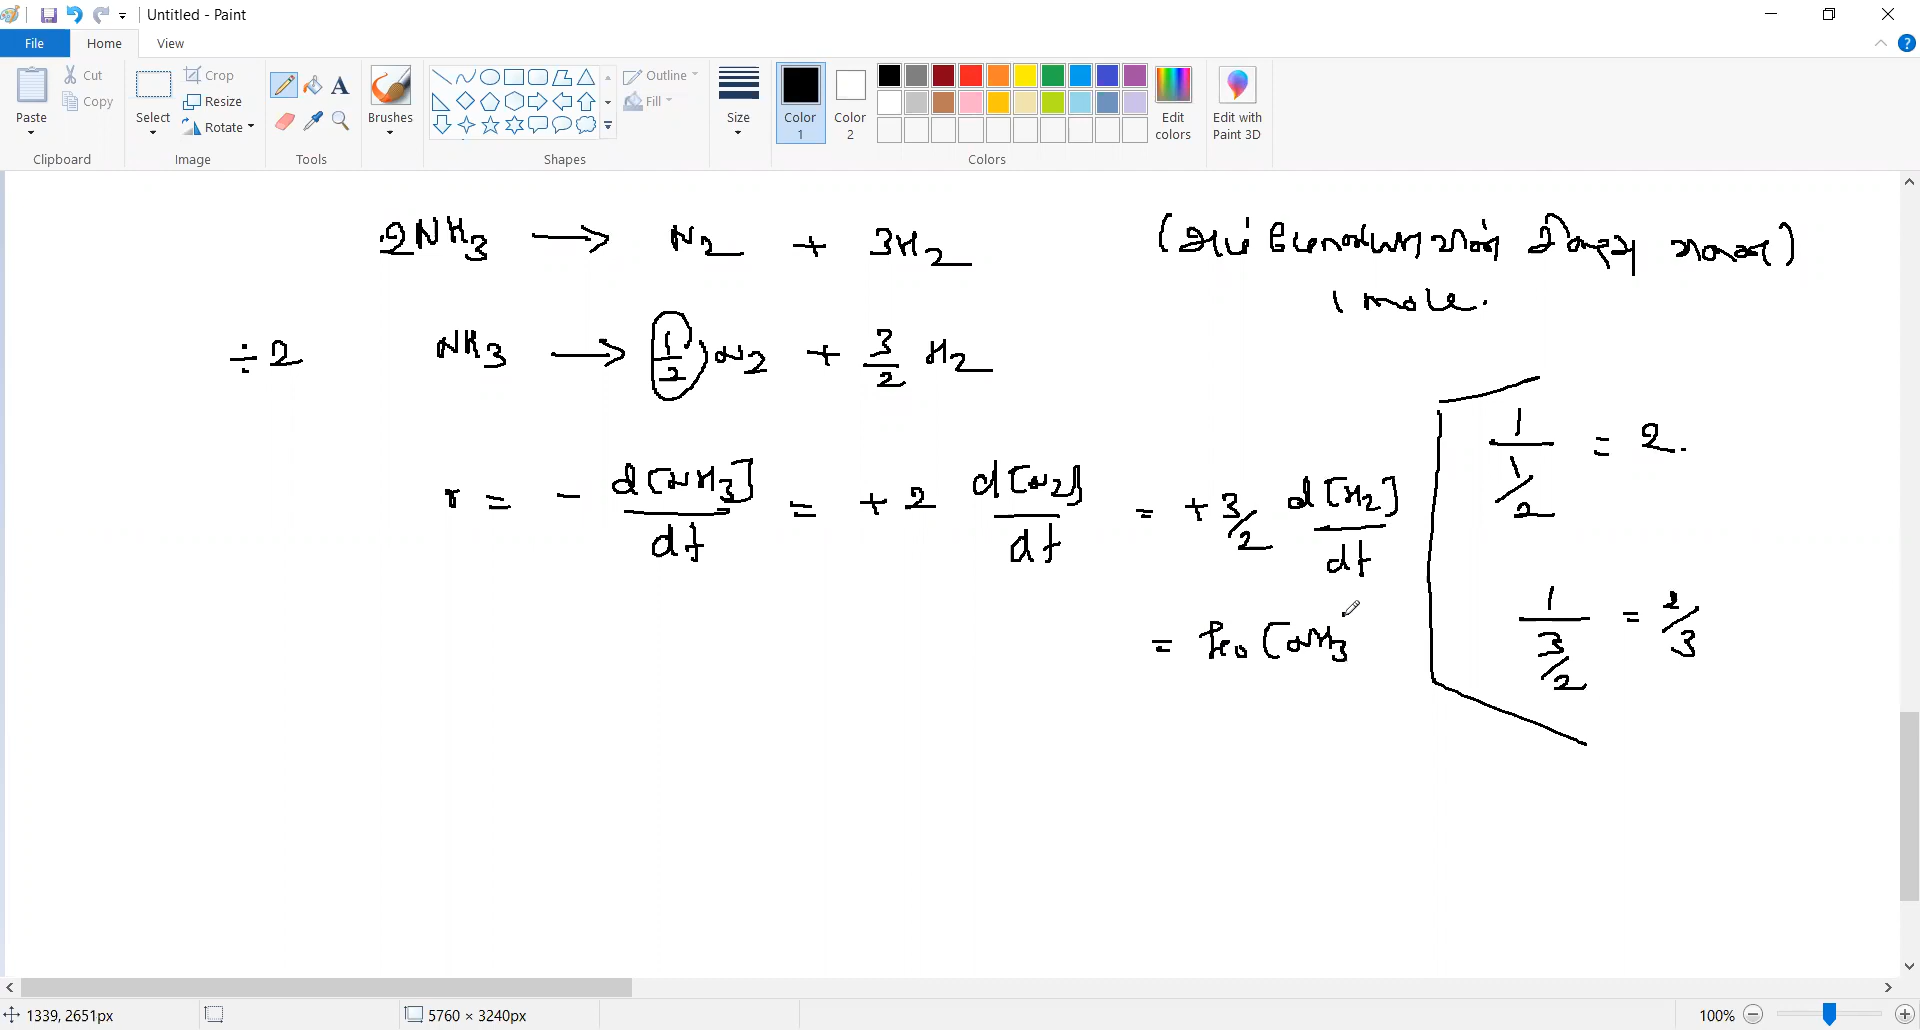 Untitled - Paint
File Home View
Cut
Copy
Paste
Clipboard
Crop
Resize
Rotate
Select
Image
Tools
Brushes
Shapes
Outline
Fill
Size
Color 1
Color 2
Colors
Edit colors
Edit with Paint 3D
2NH3 → N2 + 3H2
1 mole.
÷2 NH3 → 1/2 N2 + 3/2 H2
r = - d[NH3]/dt = +2 d[N2]/dt = +3/2 d[H2]/dt
= k0 [NH3
1/(1/2) = 2.
1/(3/2) = 2/3
1339, 2651px
5760 × 3240px
100%